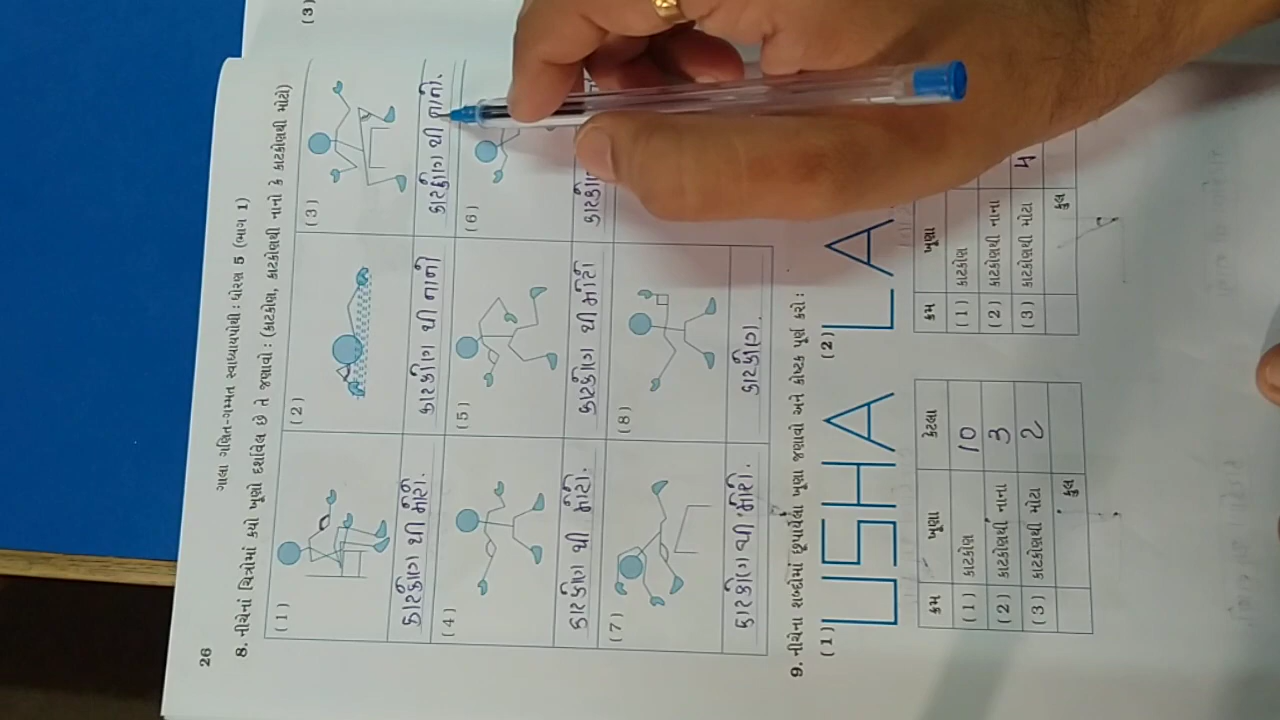 26
ગાલા ગણિત-ગમ્મત સ્વાધ્યાયપોથી : ધોરણ 5 (ભાગ 1)
8. નીચેનાં ચિત્રોમાં કયો ખૂણો દર્શાવેલ છે તે જણાવો : (કાટકોણ, કાટકોણથી નાનો કે કાટકોણથી મોટો)
(1) (2) (3)
કાટકોણ થી મોટો. કાટકોણ થી નાનો કાટકોણ થી નાનો.
(4) (5) (6)
કાટકોણ થી મોટો. કાટકોણ થી મોટો
(7) (8)
કાટકોણ થી મોટો. કાટકોણ.
9. નીચેના શબ્દોમાં છુપાયેલા ખૂણા જણાવો અને કોષ્ટક પૂર્ણ કરો :
(1) USHA (2) LA
ક્રમ ખૂણા કેટલા
(1) કાટકોણ 10
(2) કાટકોણથી નાના 3
(3) કાટકોણથી મોટા 2
કુલ
ક્રમ ખૂણા
(1) કાટકોણ
(2) કાટકોણથી નાના
(3) કાટકોણથી મોટા 4
કુલ
(3)